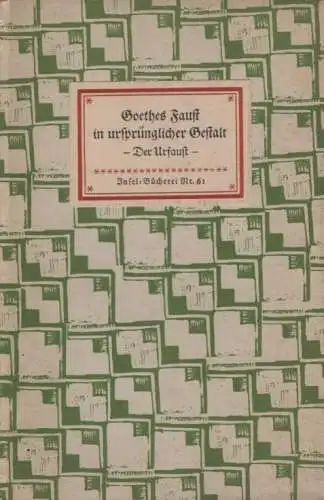 Goethes Faust
in ursprünglicher Gestalt
– Der Urfaust –
Insel-Bücherei Nr. 61